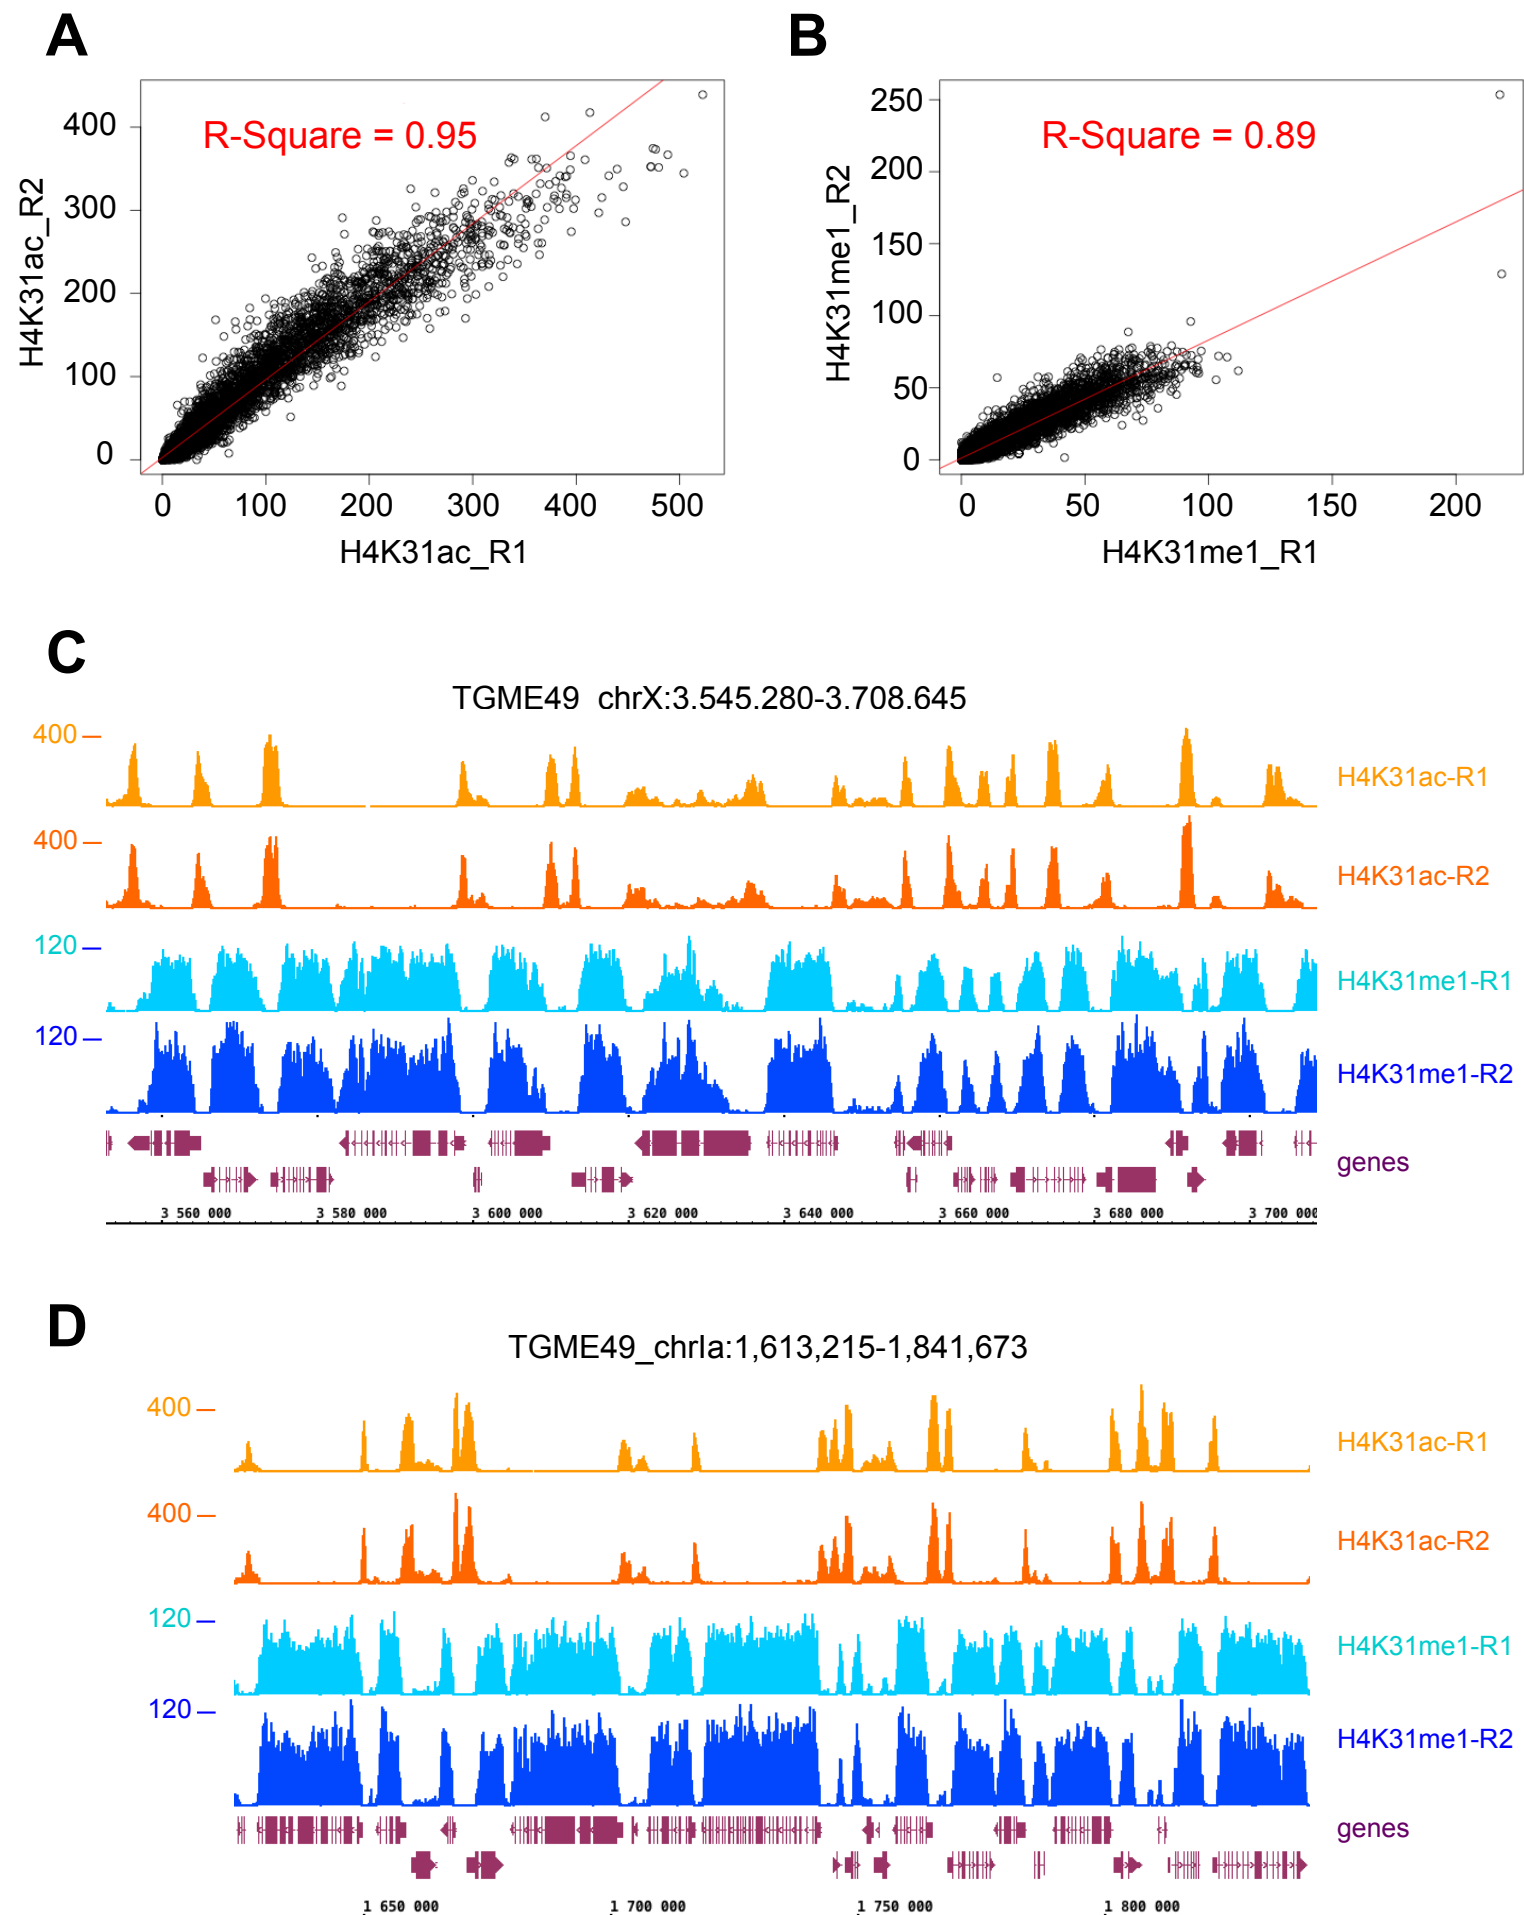 A
B
R-Square = 0.95
R-Square = 0.89
H4K31ac_R2
400
300
200
100
0
0 100 200 300 400 500
H4K31ac_R1
H4K31me1_R2
250
200
150
100
50
0
0 50 100 150 200
H4K31me1_R1
C
TGME49 chrX:3.545.280-3.708.645
400
H4K31ac-R1
400
H4K31ac-R2
120
H4K31me1-R1
120
H4K31me1-R2
genes
3 560 000 3 580 000 3 600 000 3 620 000 3 640 000 3 660 000 3 680 000 3 700 000
D
TGME49_chrIa:1,613,215-1,841,673
400
H4K31ac-R1
400
H4K31ac-R2
120
H4K31me1-R1
120
H4K31me1-R2
genes
1 650 000 1 700 000 1 750 000 1 800 000